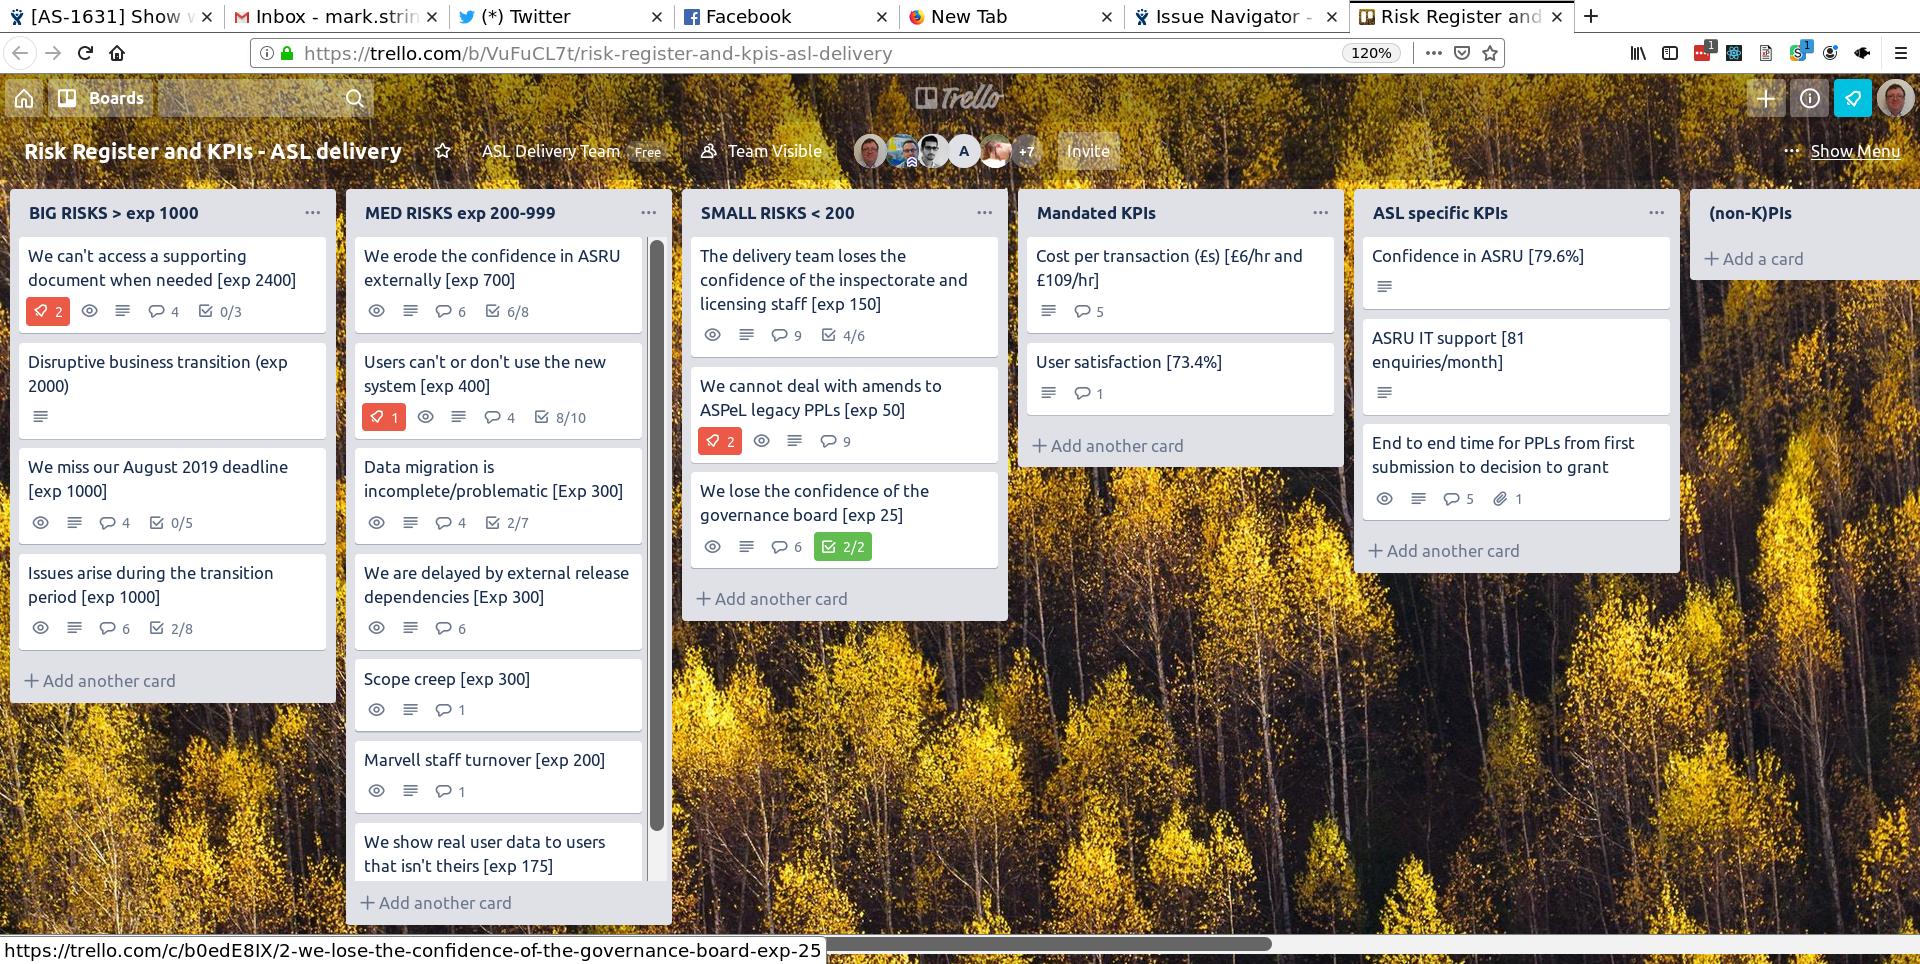 [AS-1631] Show
Inbox - mark.strin
(*) Twitter
Facebook
New Tab
Issue Navigator -
Risk Register and
https://trello.com/b/VuFuCL7t/risk-register-and-kpis-asl-delivery
120%
1
1
Boards
Trello
Risk Register and KPIs - ASL delivery
ASL Delivery Team Free
Team Visible
A
+7
Invite
Show Menu
BIG RISKS > exp 1000
We can't access a supporting
document when needed [exp 2400]
2 4 0/3
Disruptive business transition (exp
2000)
We miss our August 2019 deadline
[exp 1000]
4 0/5
Issues arise during the transition
period [exp 1000]
6 2/8
Add another card
MED RISKS exp 200-999
We erode the confidence in ASRU
externally [exp 700]
6 6/8
Users can't or don't use the new
system [exp 400]
1 4 8/10
Data migration is
incomplete/problematic [Exp 300]
4 2/7
We are delayed by external release
dependencies [Exp 300]
6
Scope creep [exp 300]
1
Marvell staff turnover [exp 200]
1
We show real user data to users
that isn't theirs [exp 175]
Add another card
SMALL RISKS < 200
The delivery team loses the
confidence of the inspectorate and
licensing staff [exp 150]
9 4/6
We cannot deal with amends to
ASPeL legacy PPLs [exp 50]
2 9
We lose the confidence of the
governance board [exp 25]
6 2/2
Add another card
Mandated KPIs
Cost per transaction (£s) [£6/hr and
£109/hr]
5
User satisfaction [73.4%]
1
Add another card
ASL specific KPIs
Confidence in ASRU [79.6%]
ASRU IT support [81
enquiries/month]
End to end time for PPLs from first
submission to decision to grant
5 1
Add another card
(non-K)PIs
Add a card
https://trello.com/c/b0edE8IX/2-we-lose-the-confidence-of-the-governance-board-exp-25